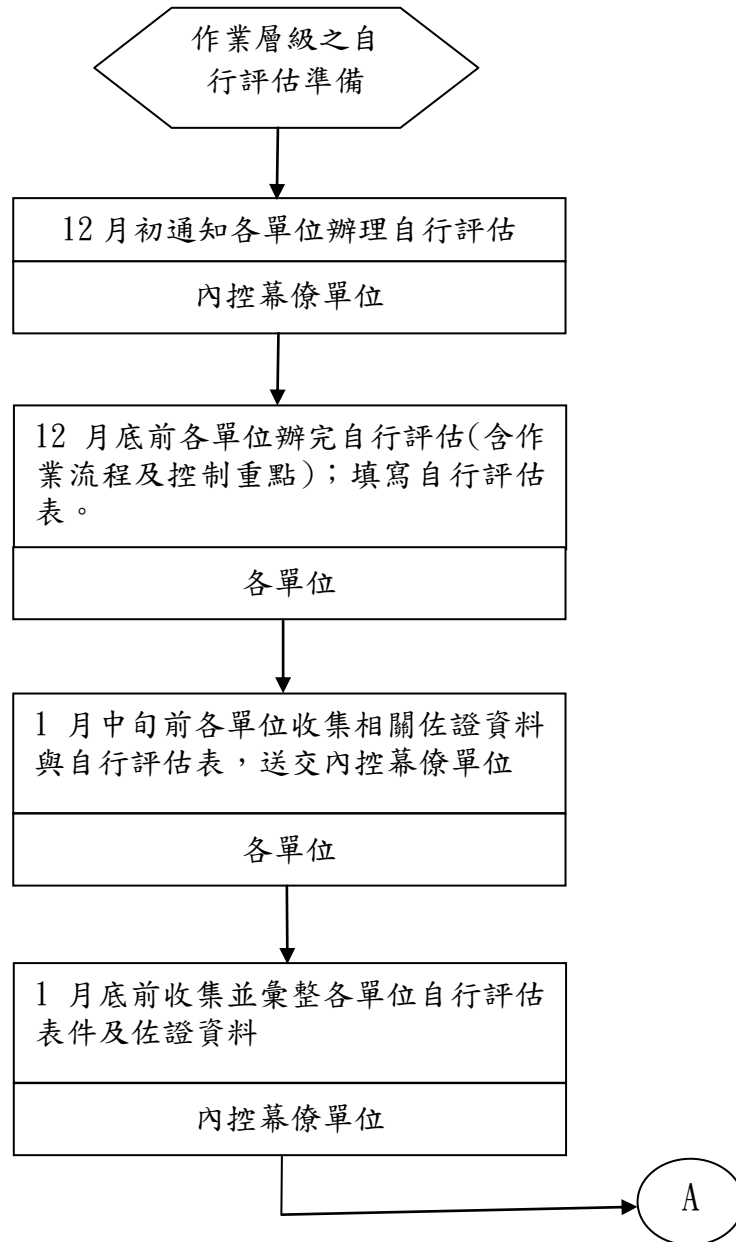 作業層級之自
行評估準備
12月初通知各單位辦理自行評估
內控幕僚單位
12 月底前各單位辦完自行評估(含作
業流程及控制重點)；填寫自行評估
表。
各單位
1 月中旬前各單位收集相關佐證資料
與自行評估表，送交內控幕僚單位
各單位
1 月底前收集並彙整各單位自行評估
表件及佐證資料
內控幕僚單位
A